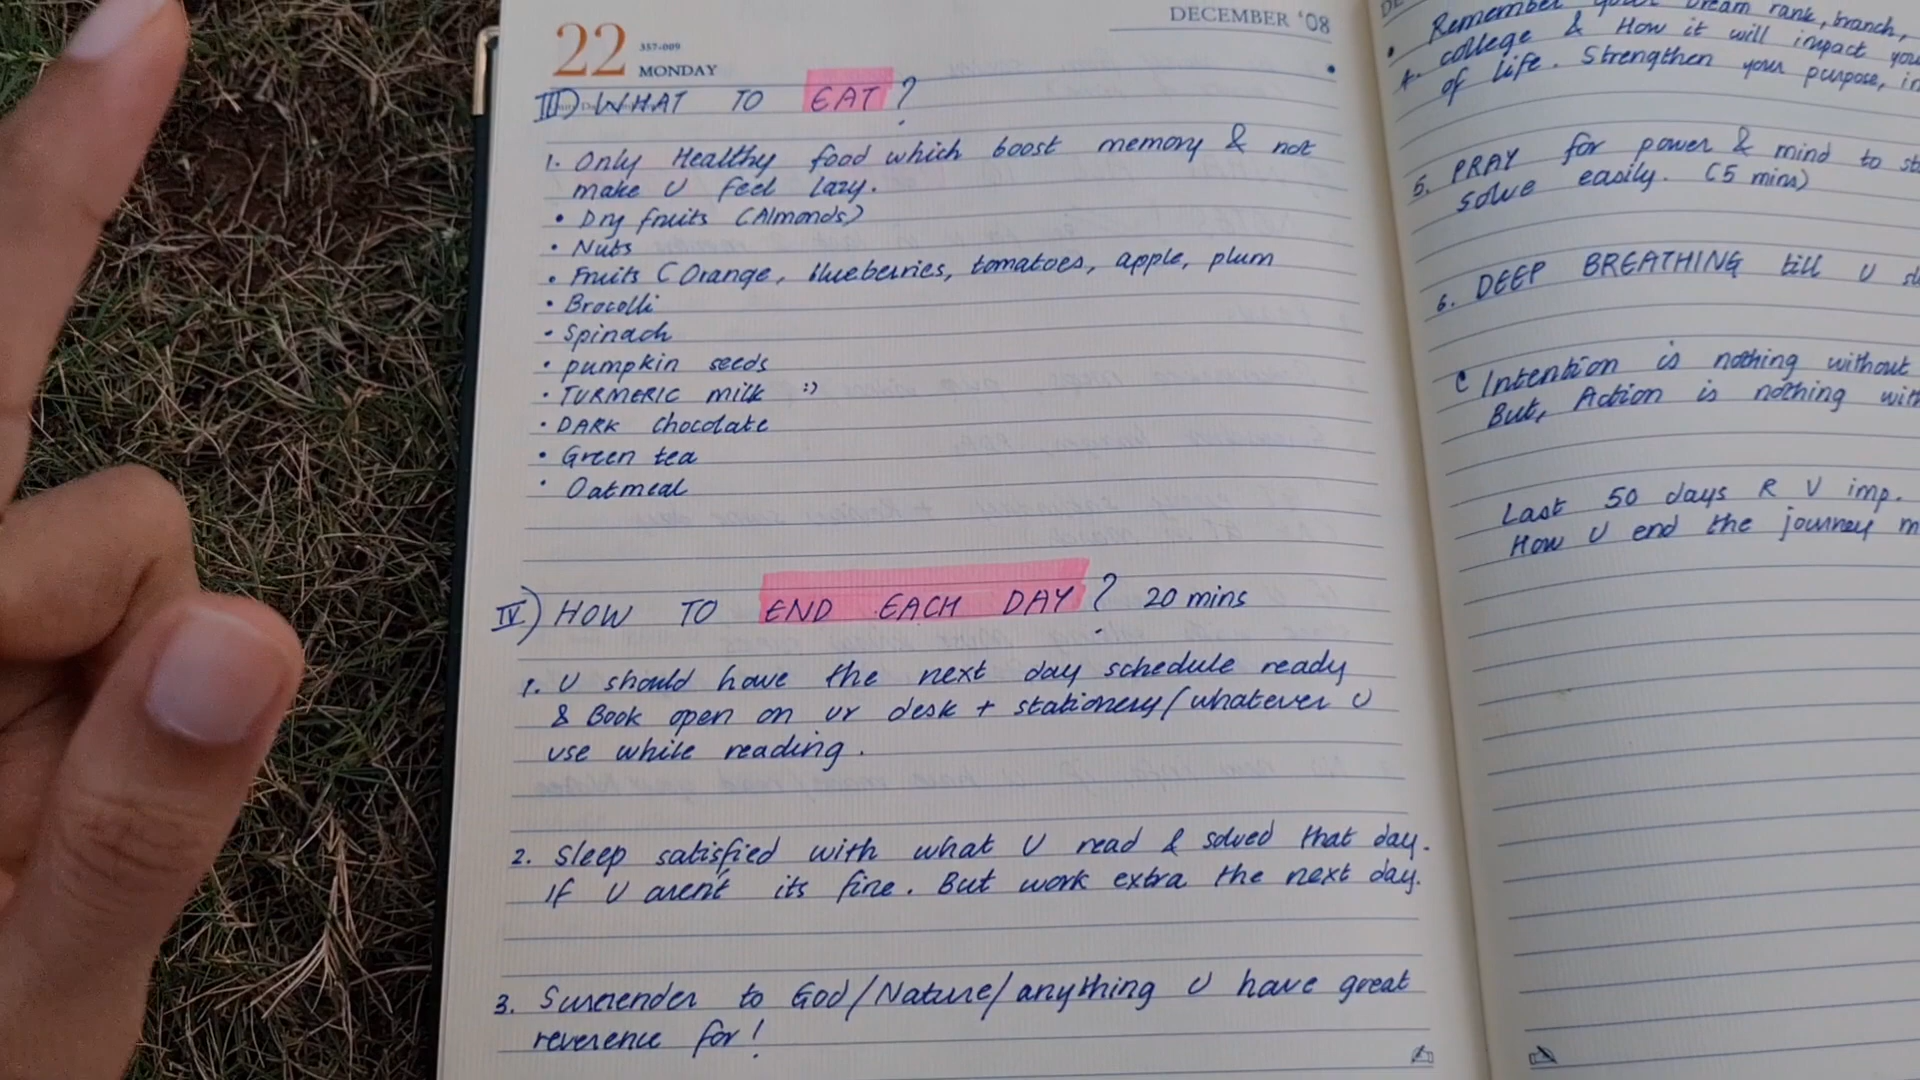 22
357-009
MONDAY
DECEMBER '08
III) WHAT TO EAT?
1. Only Healthy food which boost memory & not
make U feel lazy.
• Dry fruits (Almonds)
• Nuts
• Fruits (Orange, blueberries, tomatoes, apple, plum
• Brocolli
• Spinach
• pumpkin seeds
• TURMERIC milk :)
• DARK chocolate
• Green tea
• Oatmeal
IV) HOW TO END EACH DAY? 20 mins
1. U should have the next day schedule ready
& Book open on ur desk + stationery/whatever U
use while reading.
2. Sleep satisfied with what U read & solved that day.
If U aren't its fine. But work extra the next day.
3. Surrender to God/Nature/anything U have great
reverence for!
DE
• Remember your Dream rank, branch,
4. college & How it will impact
of life. Strengthen your purpose,
5. PRAY for power & mind to
solve easily. (5 mins)
6. DEEP BREATHING till U
Intention is nothing without
But, Action is nothing
Last 50 days R V imp.
How U end the journey